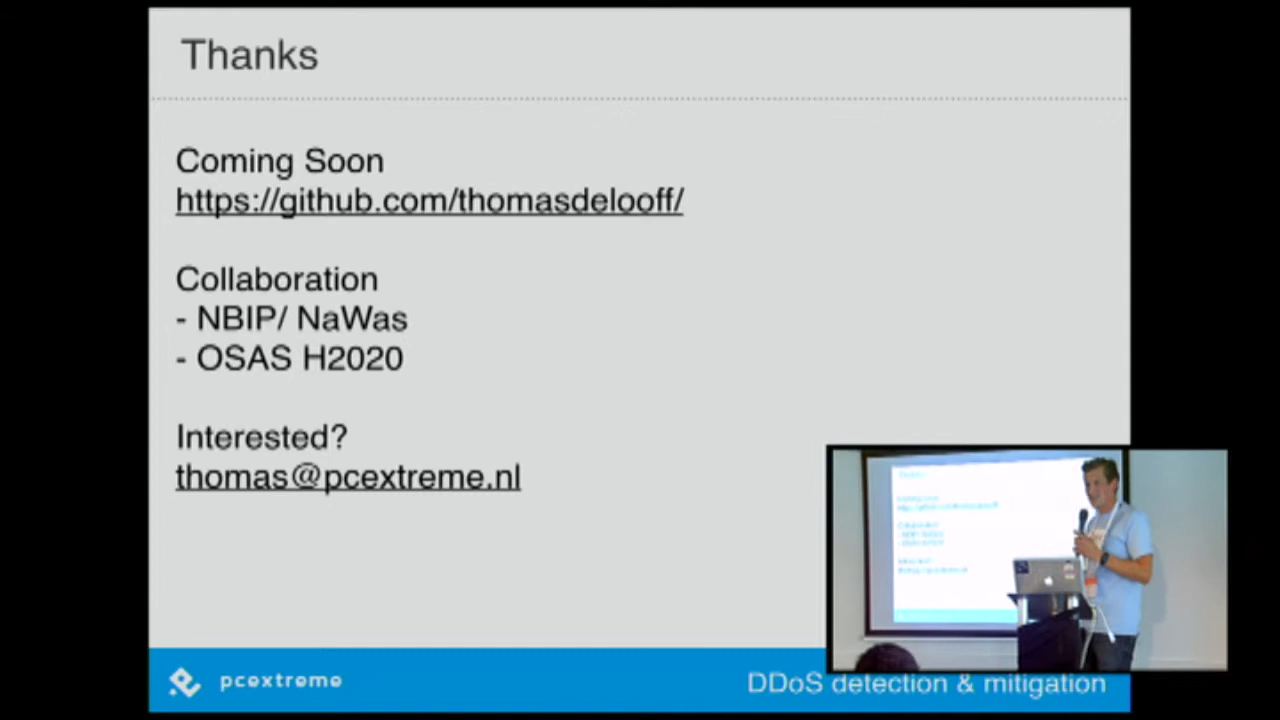 Thanks
Coming Soon
https://github.com/thomasdelooff/
Collaboration
- NBIP/ NaWas
- OSAS H2020
Interested?
thomas@pcextreme.nl
pcextreme
DDoS detection & mitigation